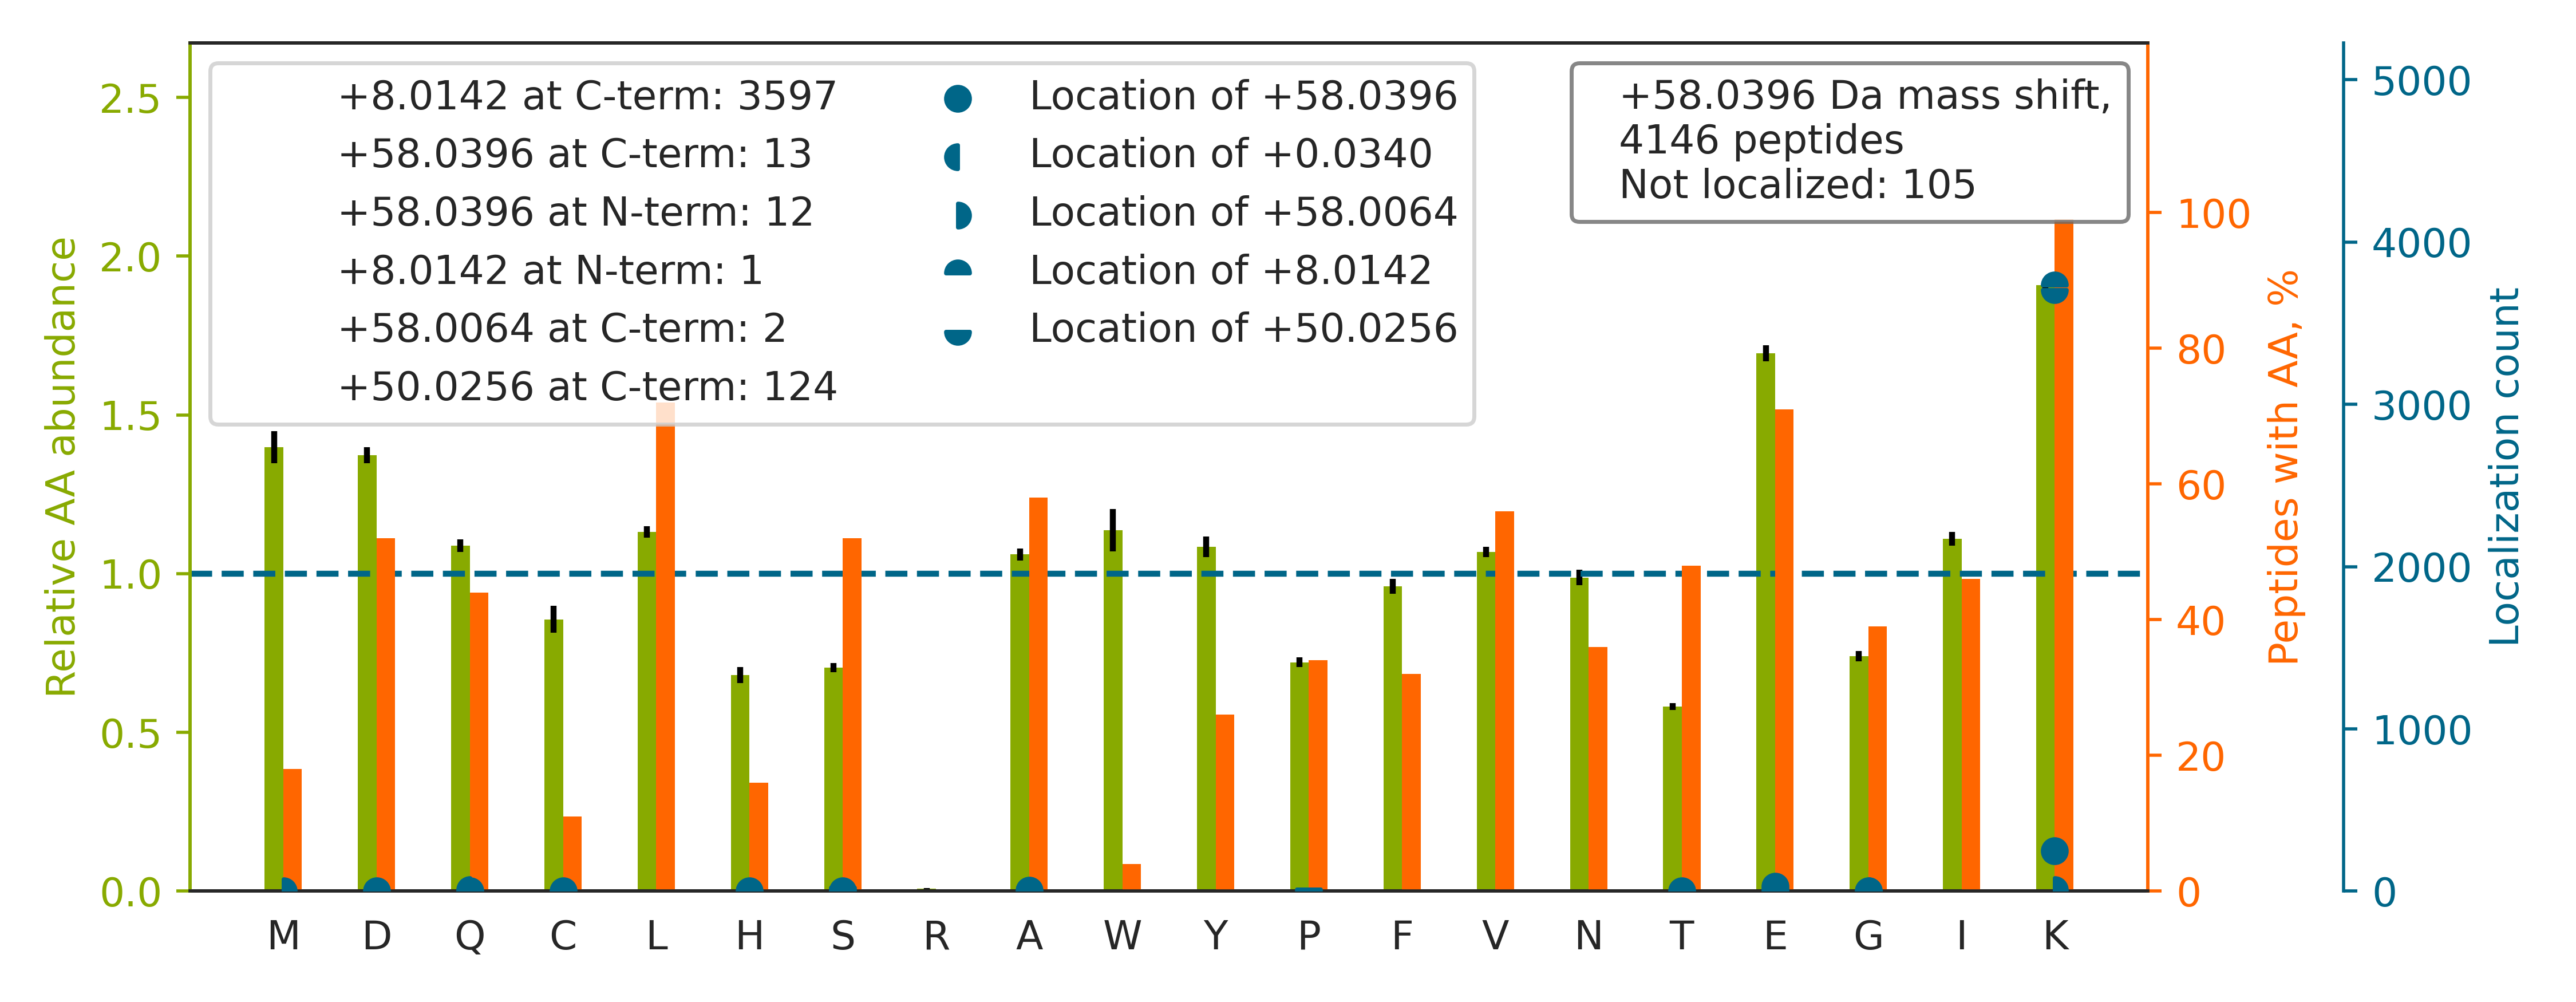 +8.0142 at C-term: 3597
+58.0396 at C-term: 13
+58.0396 at N-term: 12
+8.0142 at N-term: 1
+58.0064 at C-term: 2
+50.0256 at C-term: 124
Location of +58.0396
Location of +0.0340
Location of +58.0064
Location of +8.0142
Location of +50.0256
+58.0396 Da mass shift,
4146 peptides
Not localized: 105
Relative AA abundance
2.5
2.0
1.5
1.0
0.5
0.0
M D Q C L H S R A W Y P F V N T E G I K
100
80
60
40
20
0
Peptides with AA, %
5000
4000
3000
2000
1000
0
Localization count